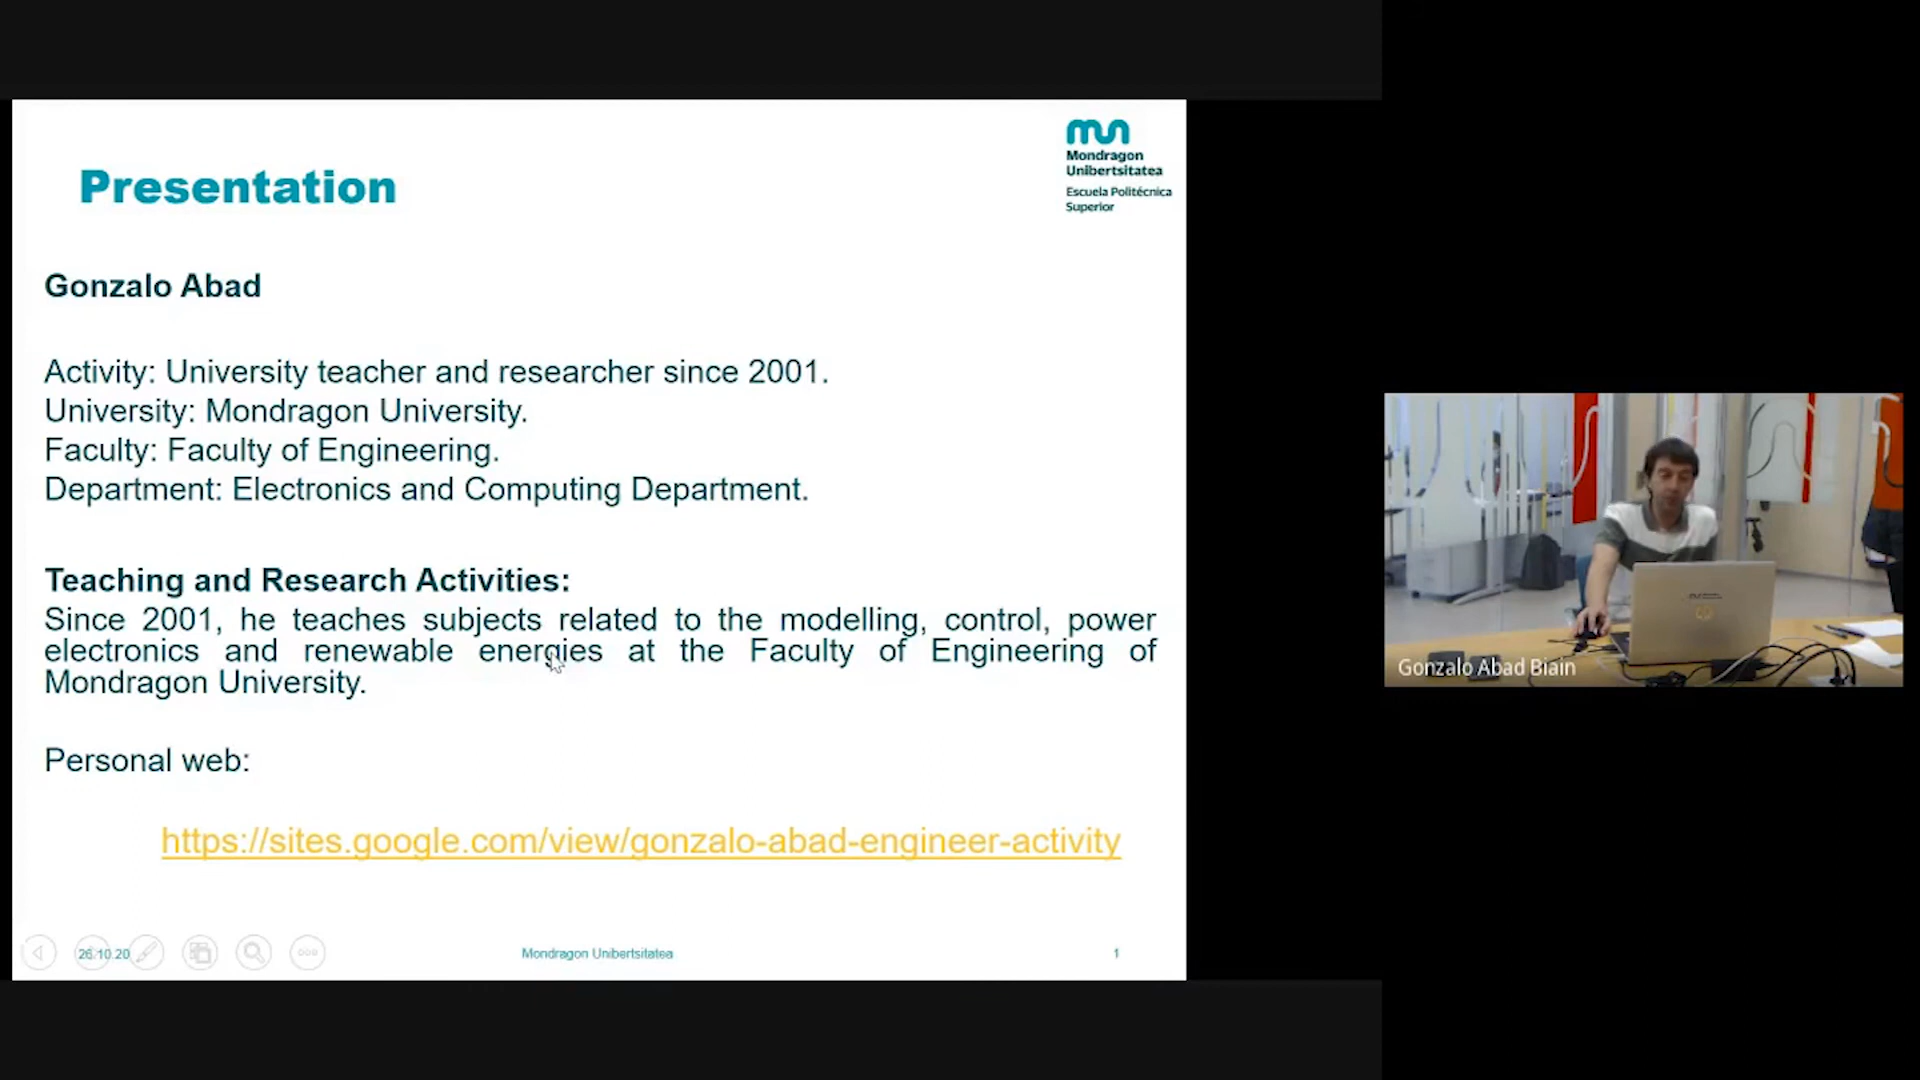 Presentation
Mondragon
Unibertsitatea
Escuela Politécnica
Superior
Gonzalo Abad
Activity: University teacher and researcher since 2001.
University: Mondragon University.
Faculty: Faculty of Engineering.
Department: Electronics and Computing Department.
Teaching and Research Activities:
Since 2001, he teaches subjects related to the modelling, control, power
electronics and renewable energies at the Faculty of Engineering of
Mondragon University.
Personal web:
https://sites.google.com/view/gonzalo-abad-engineer-activity
26.10.20
Mondragon Unibertsitatea
1
Gonzalo Abad Biain